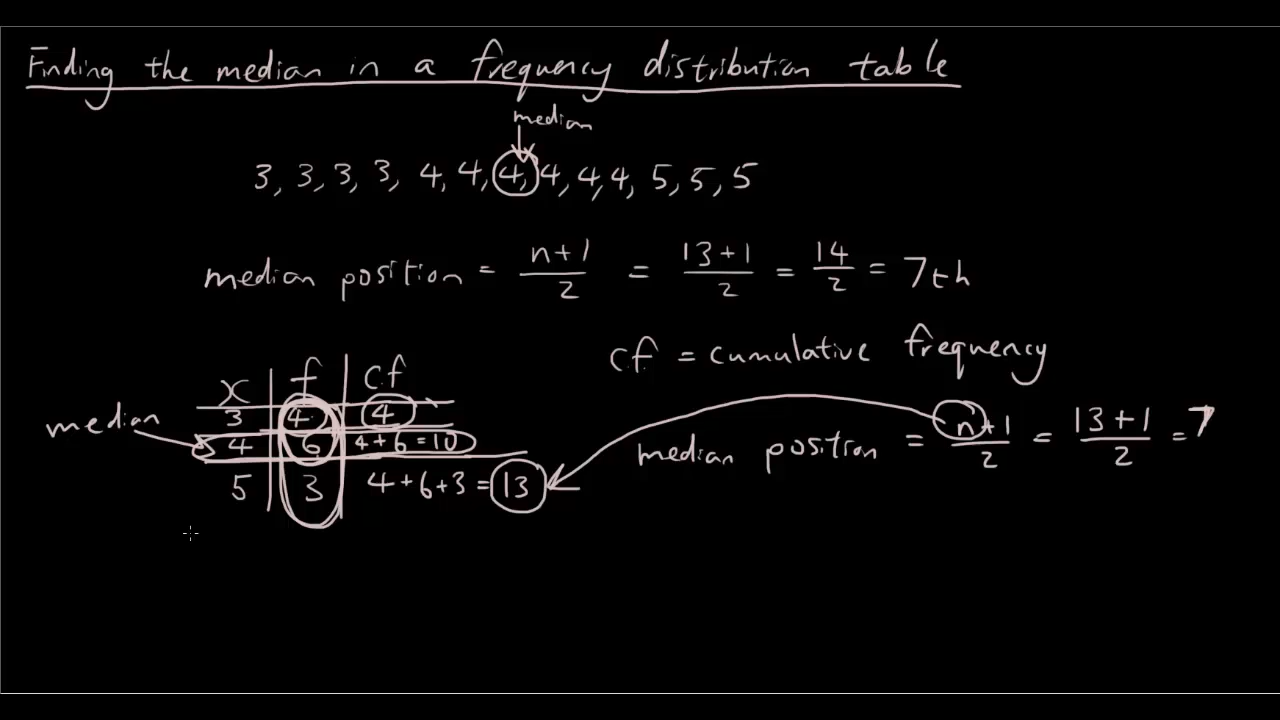 Finding the median in a frequency distribution table
median
3, 3, 3, 3, 4, 4, 4, 4, 4, 4, 5, 5, 5
median position = n+1/2 = 13+1/2 = 14/2 = 7th
cf = cumulative frequency
x f cf
median 3 4 4
4 6 4+6=10
5 3 4+6+3=13
median position = n+1/2 = 13+1/2 = 7